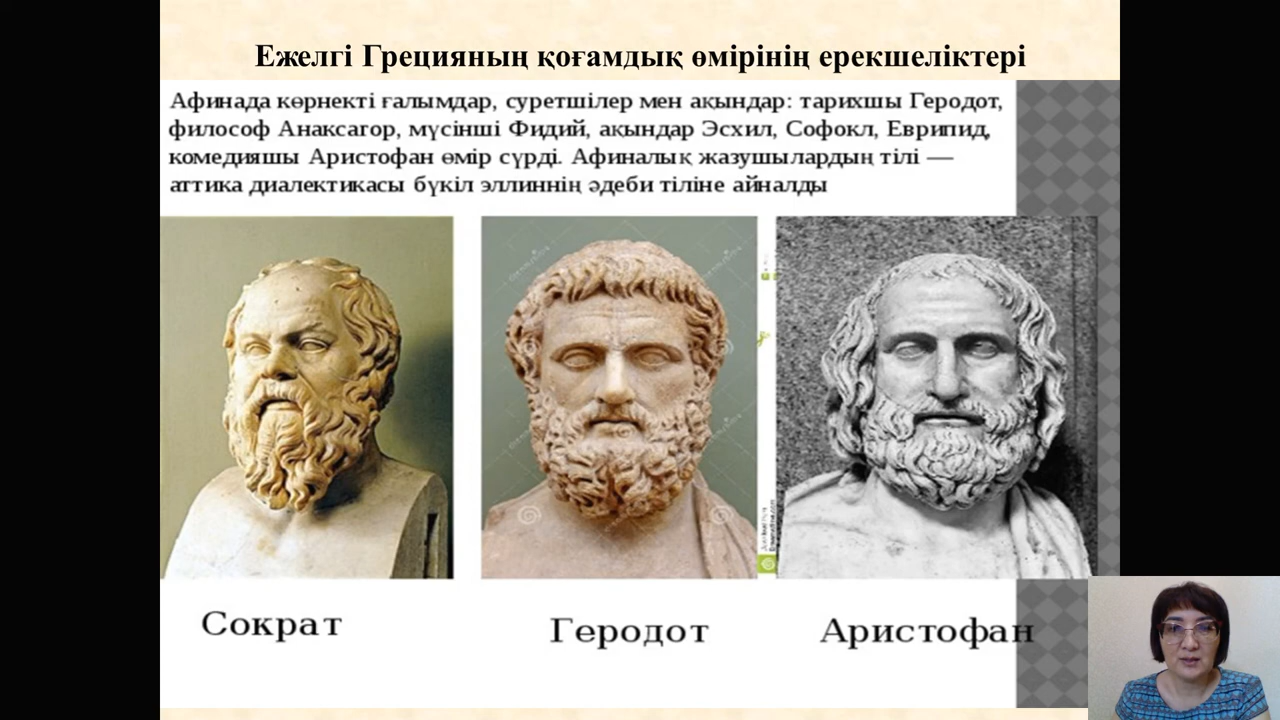 Ежелгі Грецияның қоғамдық өмірінің ерекшеліктері
Афинада көрнекті ғалымдар, суретшілер мен ақындар: тарихшы Геродот,
философ Анаксагор, мүсінші Фидий, ақындар Эсхил, Софокл, Еврипид,
комедияшы Аристофан өмір сүрді. Афиналық жазушылардың тілі —
аттика диалектикасы бүкіл эллиннің әдеби тіліне айналды
Сократ
Геродот
Аристофан